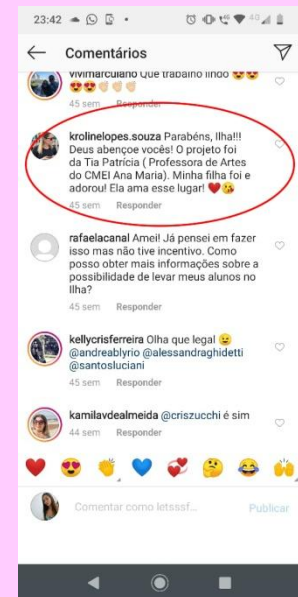 23:42
4G
Comentários
vivimarculano Que trabalho lindo 😍
😍😍👏🏻👏🏻👏🏻
45 sem
krolinelopes.souza Parabéns, Ilha!!!
Deus abençoe vocês! O projeto foi
da Tia Patrícia ( Professora de Artes
do CMEI Ana Maria). Minha filha foi e
adorou! Ela ama esse lugar! ❤️😘
45 sem Responder
rafaelacanal Amei! Já pensei em fazer
isso mas não tive incentivo. Como
posso obter mais informações sobre a
possibilidade de levar meus alunos no
Ilha?
45 sem Responder
kellycrisferreira Olha que legal 😉
@andreablyrio @alessandraghidetti
@santosluciani
45 sem Responder
kamilavdealmeida @criszucchi é sim
44 sem Responder
Comentar como letsssf... Publicar